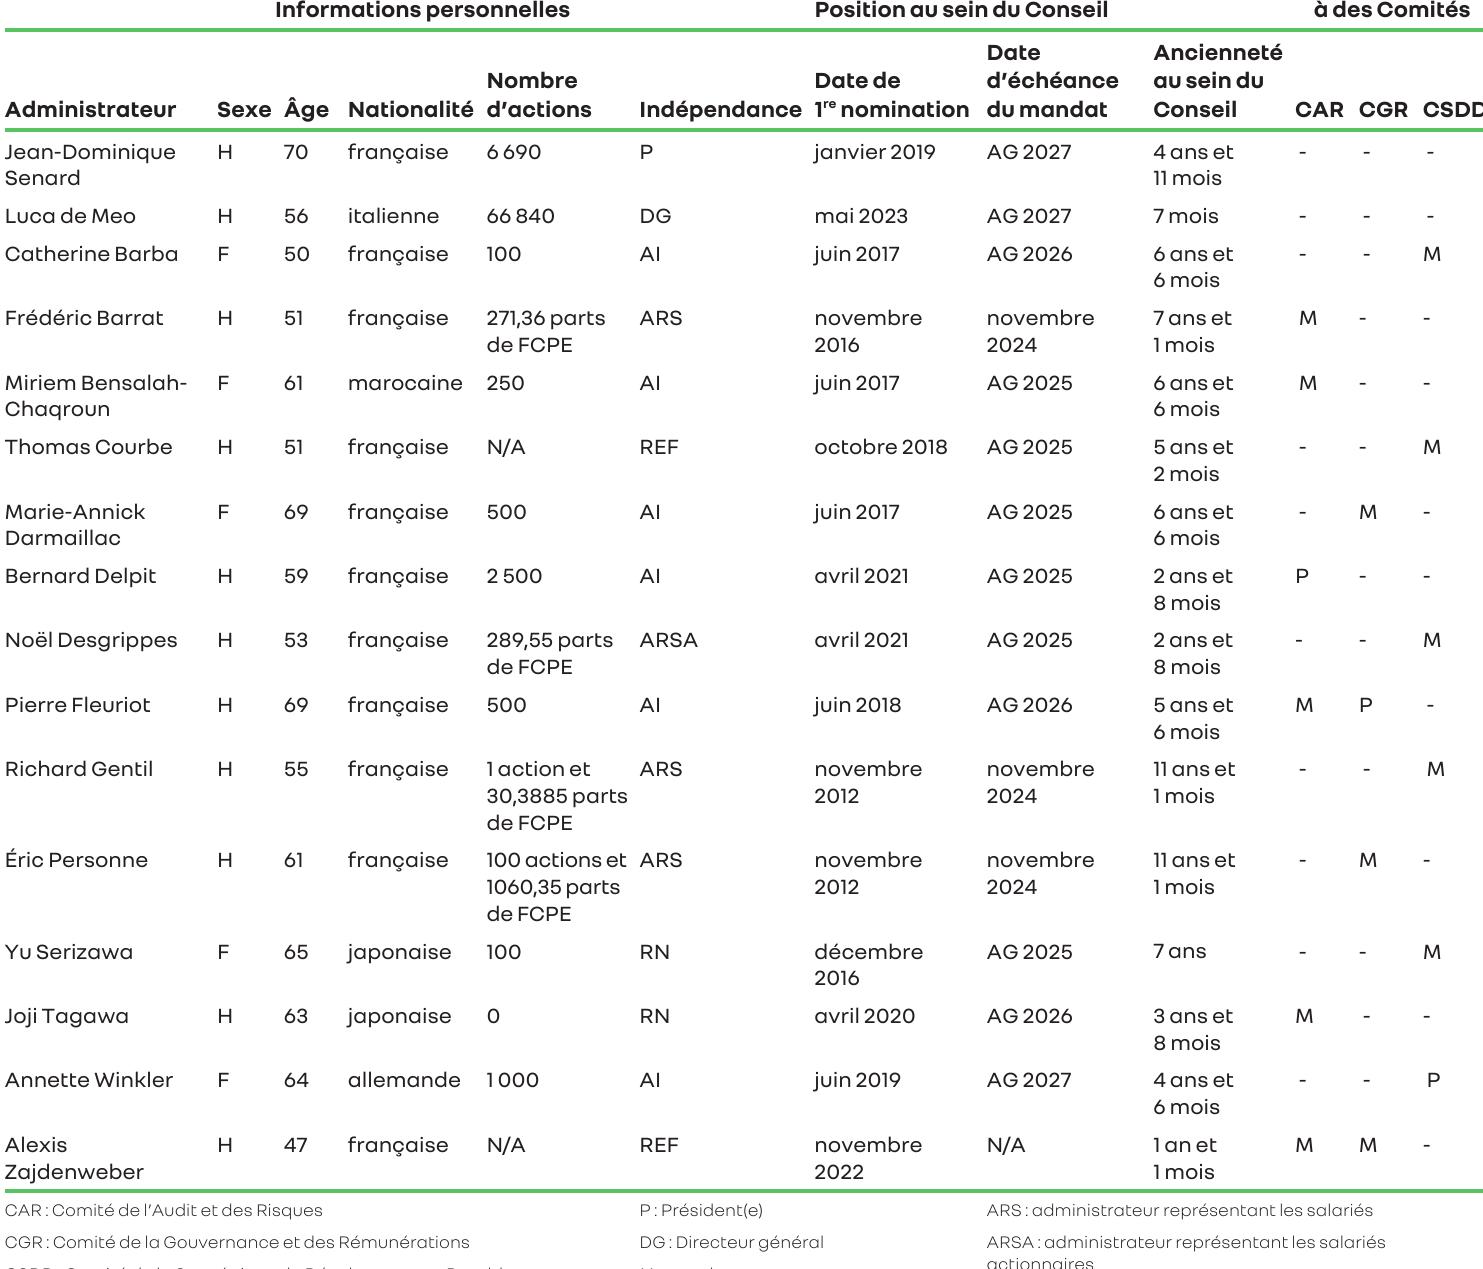 Informations personnelles Position au sein du Conseil à des Comités
Administrateur Sexe Âge Nationalité Nombre d'actions Indépendance Date de 1re nomination Date d'échéance du mandat Ancienneté au sein du Conseil CAR CGR CSDD
Jean-Dominique Senard H 70 française 6 690 P janvier 2019 AG 2027 4 ans et 11 mois - - -
Luca de Meo H 56 italienne 66 840 DG mai 2023 AG 2027 7 mois - - -
Catherine Barba F 50 française 100 AI juin 2017 AG 2026 6 ans et 6 mois - - M
Frédéric Barrat H 51 française 271,36 parts de FCPE ARS novembre 2016 novembre 2024 7 ans et 1 mois M - -
Miriem Bensalah-Chaqroun F 61 marocaine 250 AI juin 2017 AG 2025 6 ans et 6 mois M - -
Thomas Courbe H 51 française N/A REF octobre 2018 AG 2025 5 ans et 2 mois - - M
Marie-Annick Darmaillac F 69 française 500 AI juin 2017 AG 2025 6 ans et 6 mois - M -
Bernard Delpit H 59 française 2 500 AI avril 2021 AG 2025 2 ans et 8 mois P - -
Noël Desgrippes H 53 française 289,55 parts de FCPE ARSA avril 2021 AG 2025 2 ans et 8 mois - - M
Pierre Fleuriot H 69 française 500 AI juin 2018 AG 2026 5 ans et 6 mois M P -
Richard Gentil H 55 française 1 action et 30,3885 parts de FCPE ARS novembre 2012 novembre 2024 11 ans et 1 mois - - M
Éric Personne H 61 française 100 actions et 1060,35 parts de FCPE ARS novembre 2012 novembre 2024 11 ans et 1 mois - M -
Yu Serizawa F 65 japonaise 100 RN décembre 2016 AG 2025 7 ans - - M
Joji Tagawa H 63 japonaise 0 RN avril 2020 AG 2026 3 ans et 8 mois M - -
Annette Winkler F 64 allemande 1 000 AI juin 2019 AG 2027 4 ans et 6 mois - - P
Alexis Zajdenweber H 47 française N/A REF novembre 2022 N/A 1 an et 1 mois M M -
CAR : Comité de l'Audit et des Risques P : Président(e) ARS : administrateur représentant les salariés
CGR : Comité de la Gouvernance et des Rémunérations DG : Directeur général ARSA : administrateur représentant les salariés
actionnaires